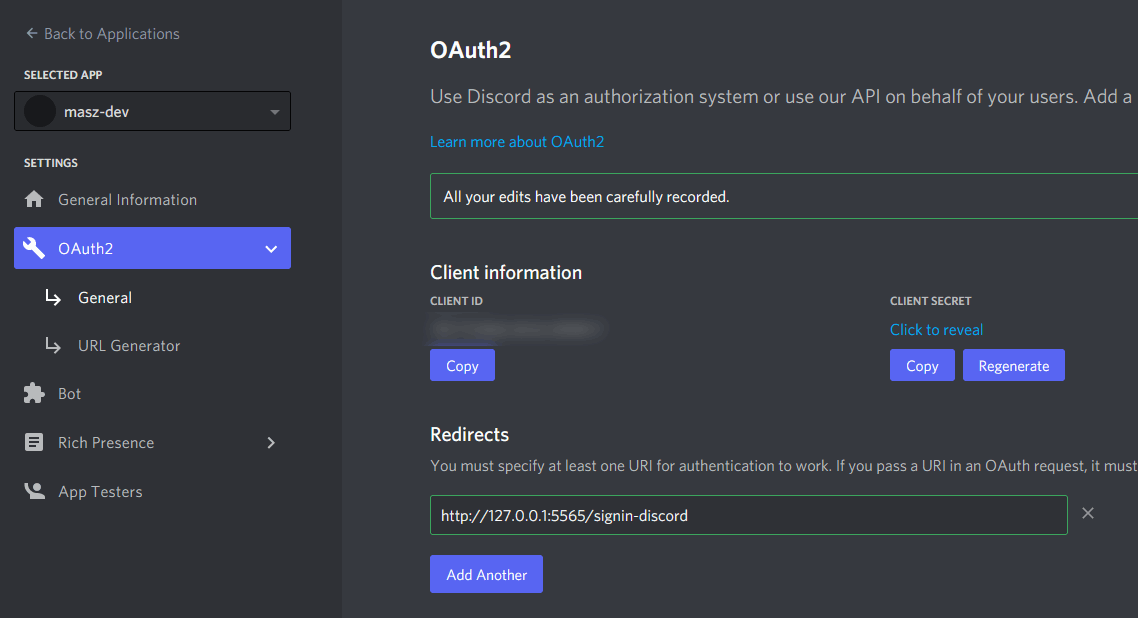 Back to Applications
SELECTED APP
masz-dev
SETTINGS
General Information
OAuth2
General
URL Generator
Bot
Rich Presence
App Testers
OAuth2
Use Discord as an authorization system or use our API on behalf of your users. Add a
Learn more about OAuth2
All your edits have been carefully recorded.
Client information
CLIENT ID
CLIENT SECRET
Click to reveal
Copy
Copy
Regenerate
Redirects
You must specify at least one URI for authentication to work. If you pass a URI in an OAuth request, it must
http://127.0.0.1:5565/signin-discord
Add Another